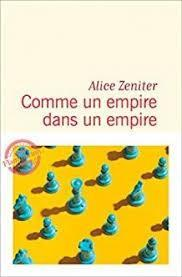 Alice Zeniter
Comme un empire
dans un empire